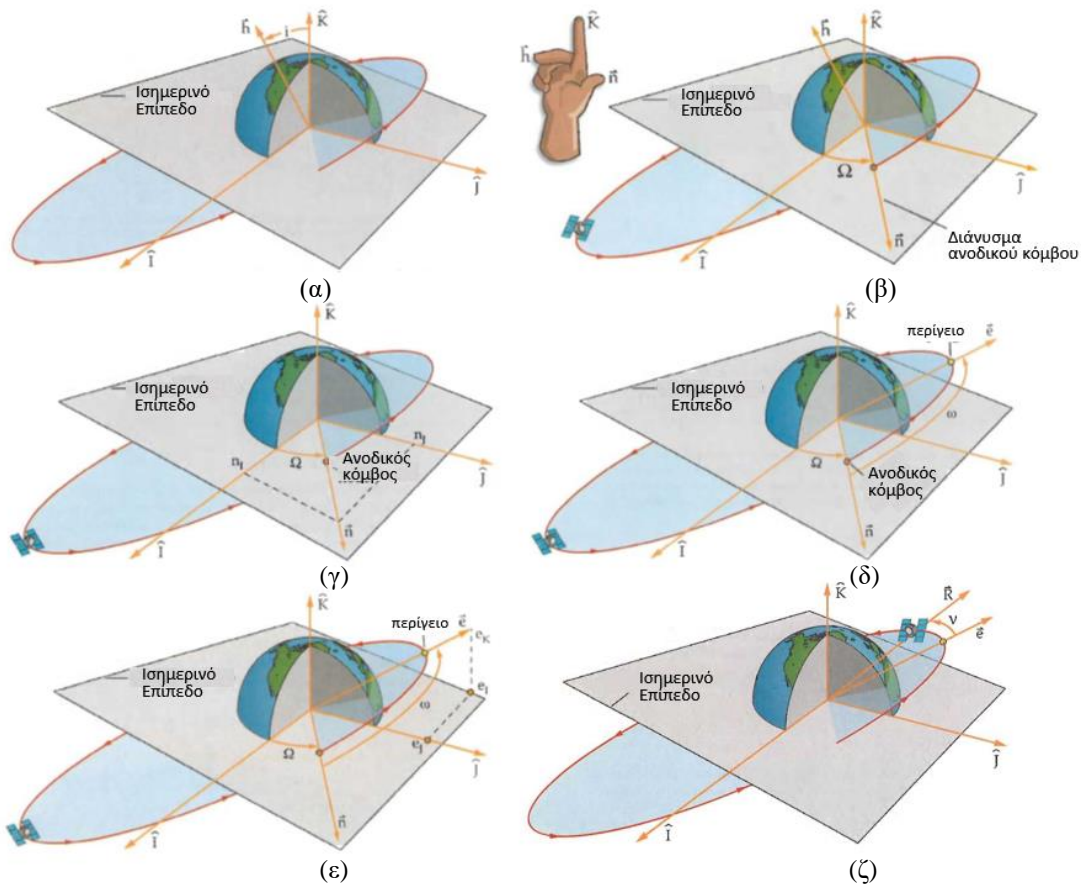 K̂
h⃗
i
Ισημερινό
Επίπεδο
Ĵ
Î
(α)
K̂
h⃗
n⃗
K̂
h⃗
Ισημερινό
Επίπεδο
Ω
Ĵ
Î
n⃗
Διάνυσμα
ανοδικού κόμβου
(β)
K̂
Ισημερινό
Επίπεδο
n_J
n_I
Ω
Ανοδικός
κόμβος
Ĵ
Î
n⃗
(γ)
K̂
περίγειο
e⃗
Ισημερινό
Επίπεδο
ω
Ω
Ανοδικός
κόμβος
Ĵ
Î
n⃗
(δ)
K̂
περίγειο
e⃗
e_K
Ισημερινό
Επίπεδο
e_I
ω
e_J
Ω
Ĵ
Î
n⃗
(ε)
K̂
R⃗
ν
e⃗
Ισημερινό
Επίπεδο
Ĵ
Î
(ζ)